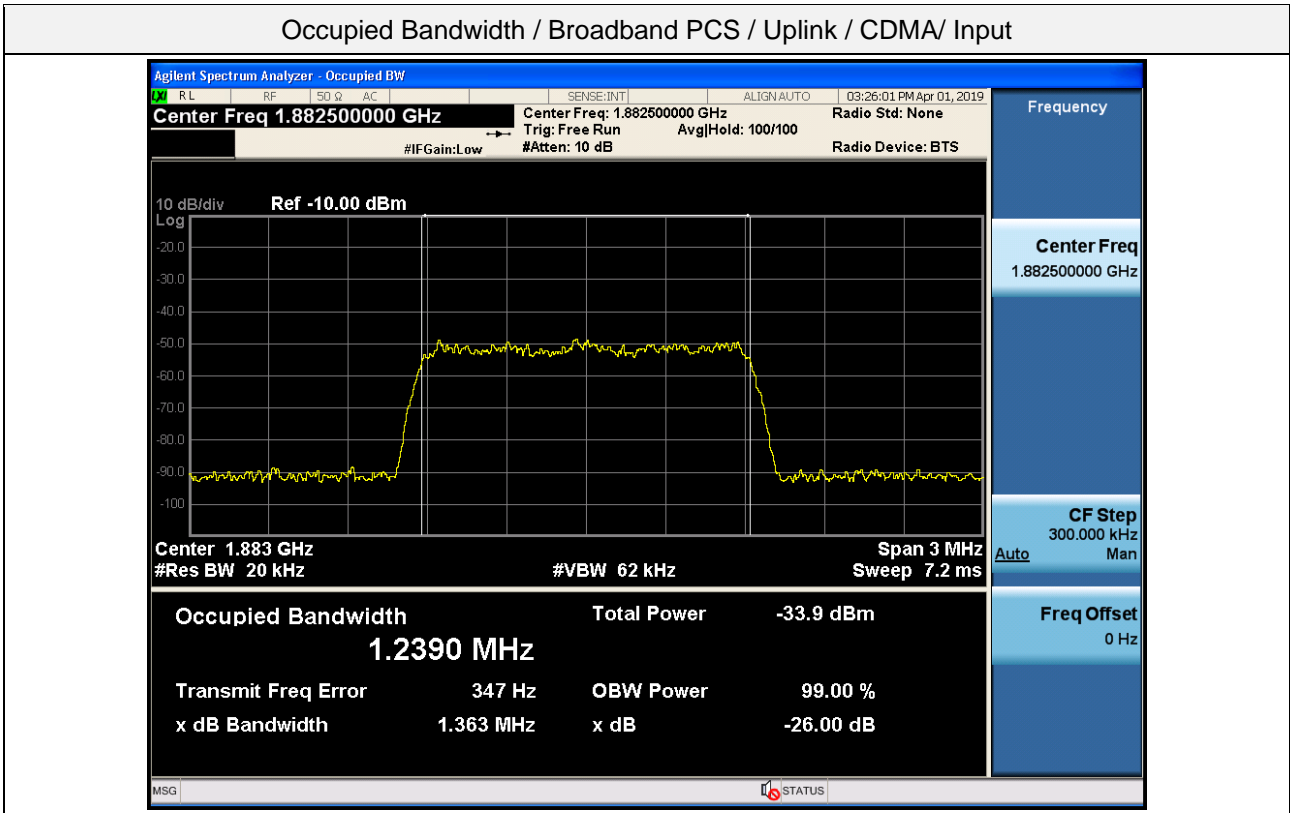 Occupied Bandwidth / Broadband PCS / Uplink / CDMA/ Input
Agilent Spectrum Analyzer - Occupied BW
LXI RL RF 50 Ω AC SENSE:INT ALIGN AUTO 03:26:01 PM Apr 01, 2019
Center Freq 1.882500000 GHz
Center Freq: 1.882500000 GHz Radio Std: None
Trig: Free Run Avg|Hold: 100/100
#IFGain:Low #Atten: 10 dB Radio Device: BTS
10 dB/div Ref -10.00 dBm
Log
-20.0
-30.0
-40.0
-50.0
-60.0
-70.0
-80.0
-90.0
-100
Center 1.883 GHz Span 3 MHz
#Res BW 20 kHz #VBW 62 kHz Sweep 7.2 ms
Occupied Bandwidth Total Power -33.9 dBm
1.2390 MHz
Transmit Freq Error 347 Hz OBW Power 99.00 %
x dB Bandwidth 1.363 MHz x dB -26.00 dB
Frequency
Center Freq
1.882500000 GHz
CF Step
300.000 kHz
Auto Man
Freq Offset
0 Hz
MSG STATUS